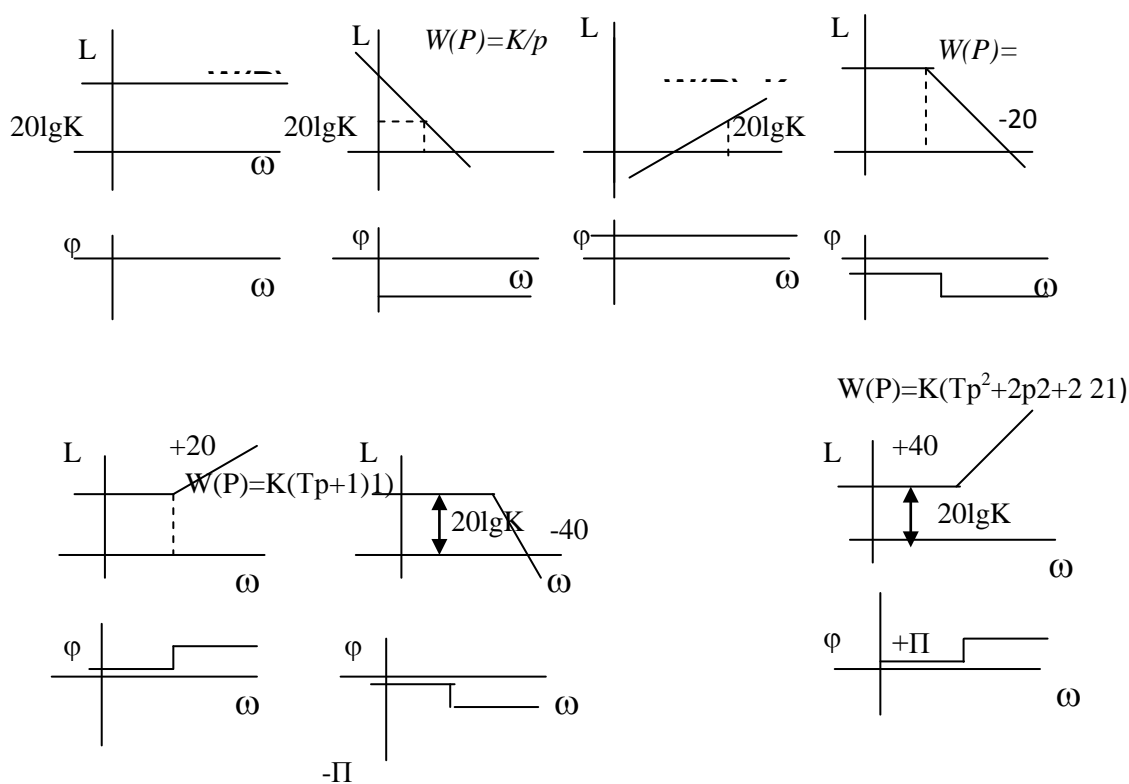 L
20lgK
ω
φ
ω
L
W(P)=K/p
20lgK
φ
ω
L
20lgK
φ
L
W(P)=
-20
φ
ω
L
+20
W(P)=K(Tp+1)1)
ω
φ
ω
L
20lgK
-40
ω
φ
ω
-П
W(P)=K(Tp²+2p2+2 21)
L
+40
20lgK
ω
φ
+П
ω